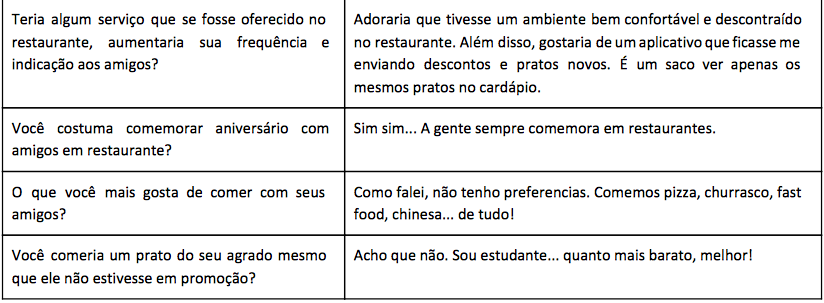 Teria algum serviço que se fosse oferecido no
restaurante, aumentaria sua frequência e
indicação aos amigos?
Adoraria que tivesse um ambiente bem confortável e descontraído
no restaurante. Além disso, gostaria de um aplicativo que ficasse me
enviando descontos e pratos novos. É um saco ver apenas os
mesmos pratos no cardápio.
Você costuma comemorar aniversário com
amigos em restaurante?
Sim sim... A gente sempre comemora em restaurantes.
O que você mais gosta de comer com seus
amigos?
Como falei, não tenho preferencias. Comemos pizza, churrasco, fast
food, chinesa... de tudo!
Você comeria um prato do seu agrado mesmo
que ele não estivesse em promoção?
Acho que não. Sou estudante... quanto mais barato, melhor!